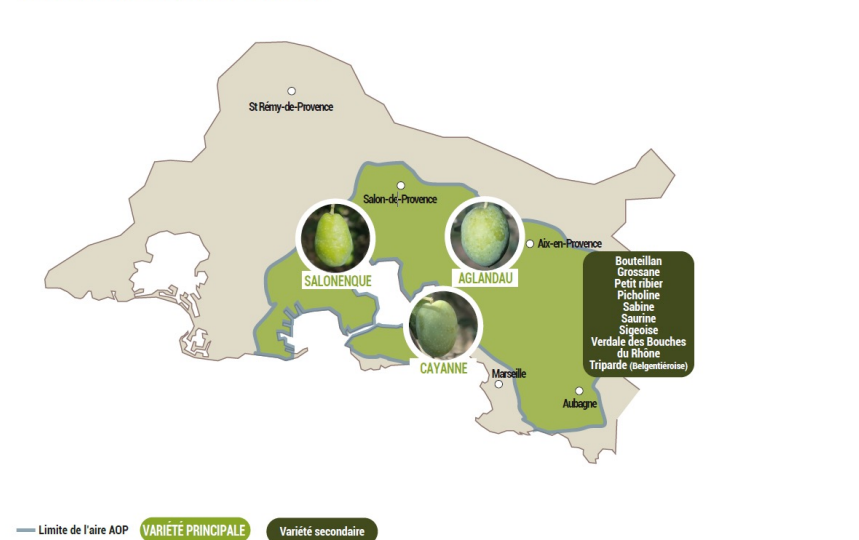 St Rémy-de-Provence
Salon-de-Provence
Aix-en-Provence
SALONENQUE
AGLANDAU
Bouteillan
Grossane
Petit ribier
Picholine
Sabine
Saurine
Sigeoise
Verdale des Bouches
du Rhône
Triparde (Belgentiéroise)
CAYANNE
Marseille
Aubagne
Limite de l'aire AOP
VARIÉTÉ PRINCIPALE
Variété secondaire